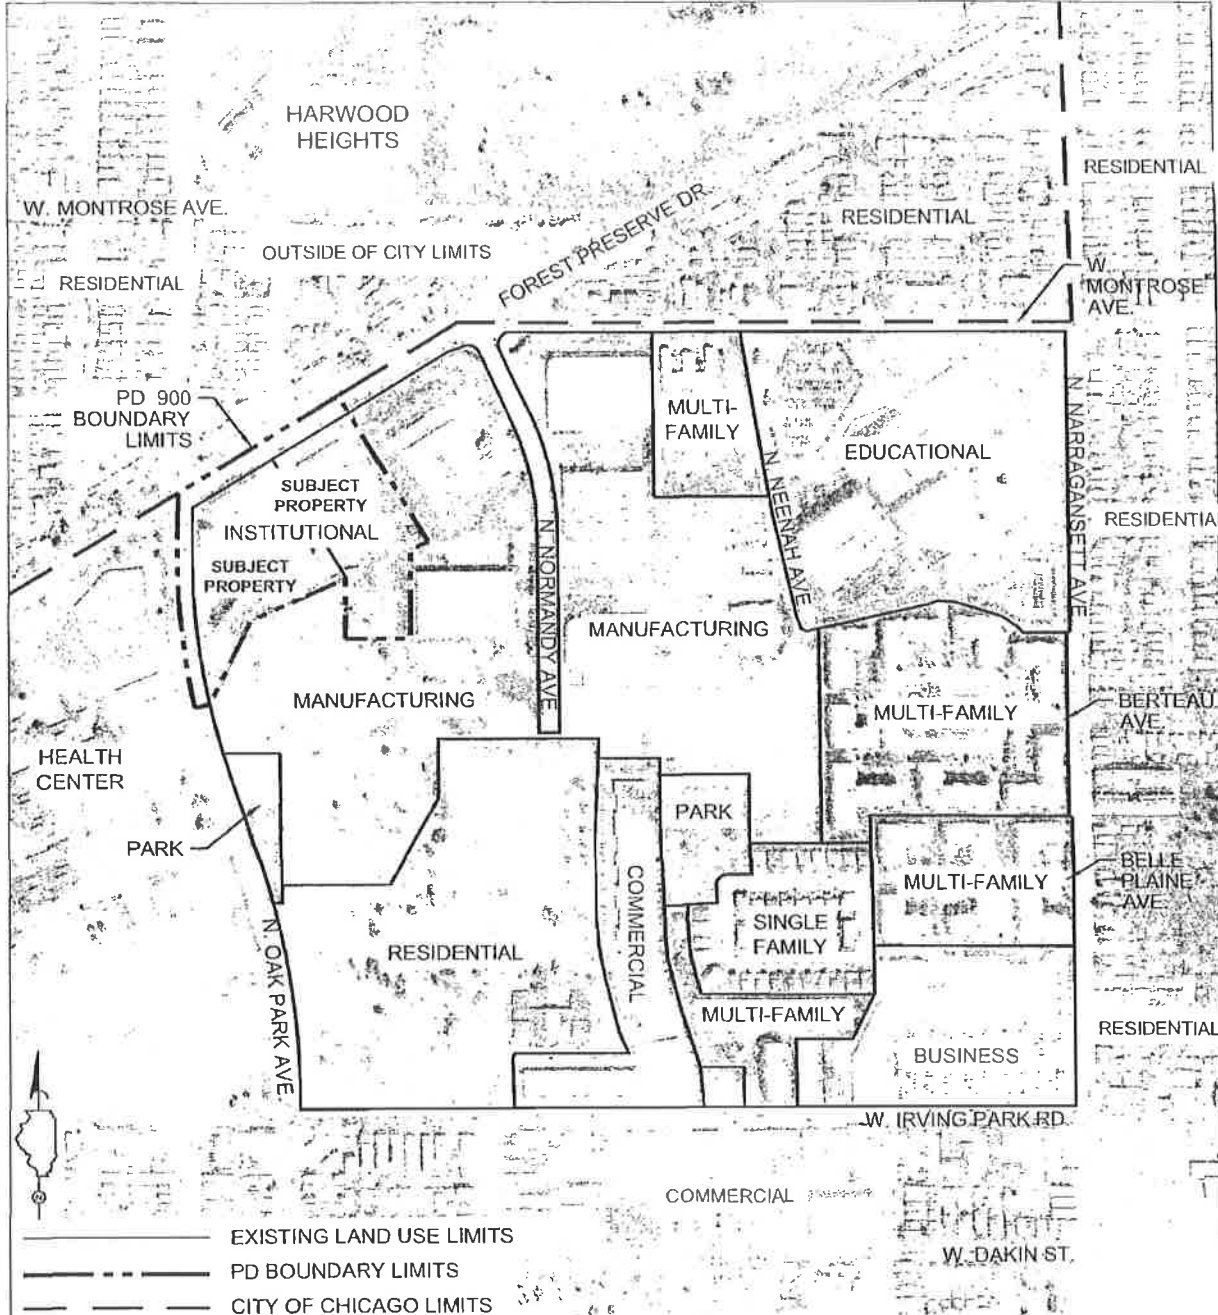 HARWOOD
HEIGHTS
RESIDENTIAL
W. MONTROSE AVE.
RESIDENTIAL
OUTSIDE OF CITY LIMITS
FOREST PRESERVE DR.
RESIDENTIAL
W.
MONTROSE
AVE.
PD 900
BOUNDARY
LIMITS
MULTI-
FAMILY
EDUCATIONAL
N. NARRAGANSETT AVE
SUBJECT
PROPERTY
INSTITUTIONAL
SUBJECT
PROPERTY
N. NORMANDY AVE
N. NEENAH AVE
RESIDENTIA
MANUFACTURING
MANUFACTURING
MULTI-FAMILY
BERTEAU
AVE.
HEALTH
CENTER
PARK
PARK
COMMERCIAL
MULTI-FAMILY
BELLE
PLAINE
AVE.
SINGLE
FAMILY
N. OAK PARK AVE.
RESIDENTIAL
MULTI-FAMILY
BUSINESS
RESIDENTIAL
W. IRVING PARK RD.
COMMERCIAL
W. DAKIN ST.
EXISTING LAND USE LIMITS
PD BOUNDARY LIMITS
CITY OF CHICAGO LIMITS